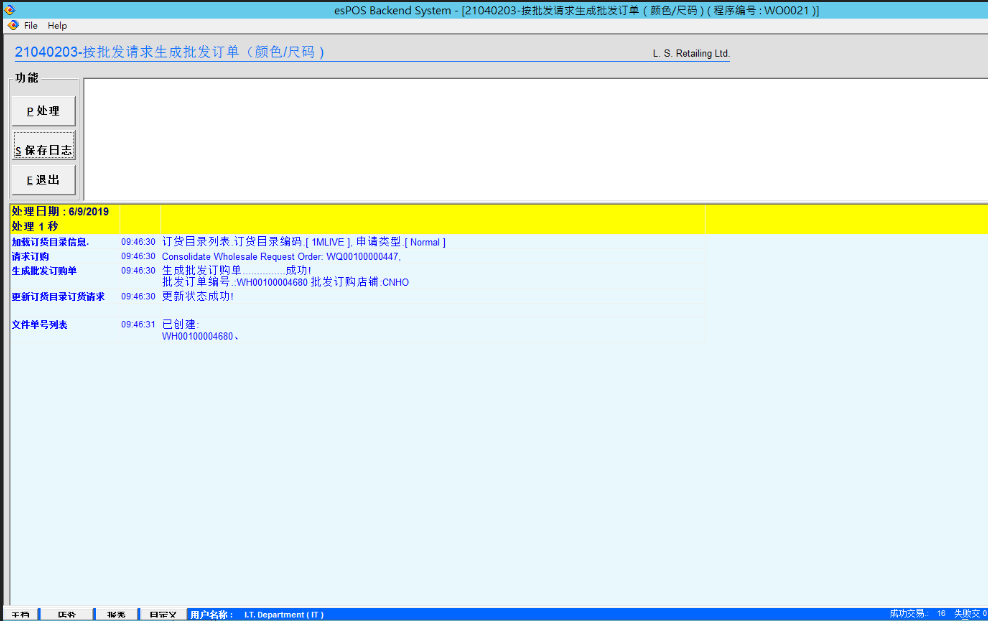 esPOS Backend System - [21040203-按批发请求生成批发订单 ( 颜色/尺码 ) ( 程序编号 : WO0021 )]
File Help
21040203-按批发请求生成批发订单 ( 颜色/尺码 )
L. S. Retailing Ltd.
功能
P 处理
S 保存日志
E 退出
处理日期 : 6/9/2019
处理 1 秒
加载订货目录信息. 09:46:30 订货目录列表.订货目录编码.[ 1MLIVE ], 申请类型.[ Normal ]
请求订购 09:46:30 Consolidate Wholesale Request Order: WQ00100000447,
生成批发订购单 09:46:30 生成批发订购单...............成功!
批发订单编号.:WH00100004680 批发订购店铺:CNHO
更新订货目录订货请求 09:46:30 更新状态成功!
文件单号列表 09:46:31 已创建:
WH00100004680、
主档 任务 报表 自定义 用户名称 : I.T. Department ( IT ) 成功交易.: 16 失败交 0